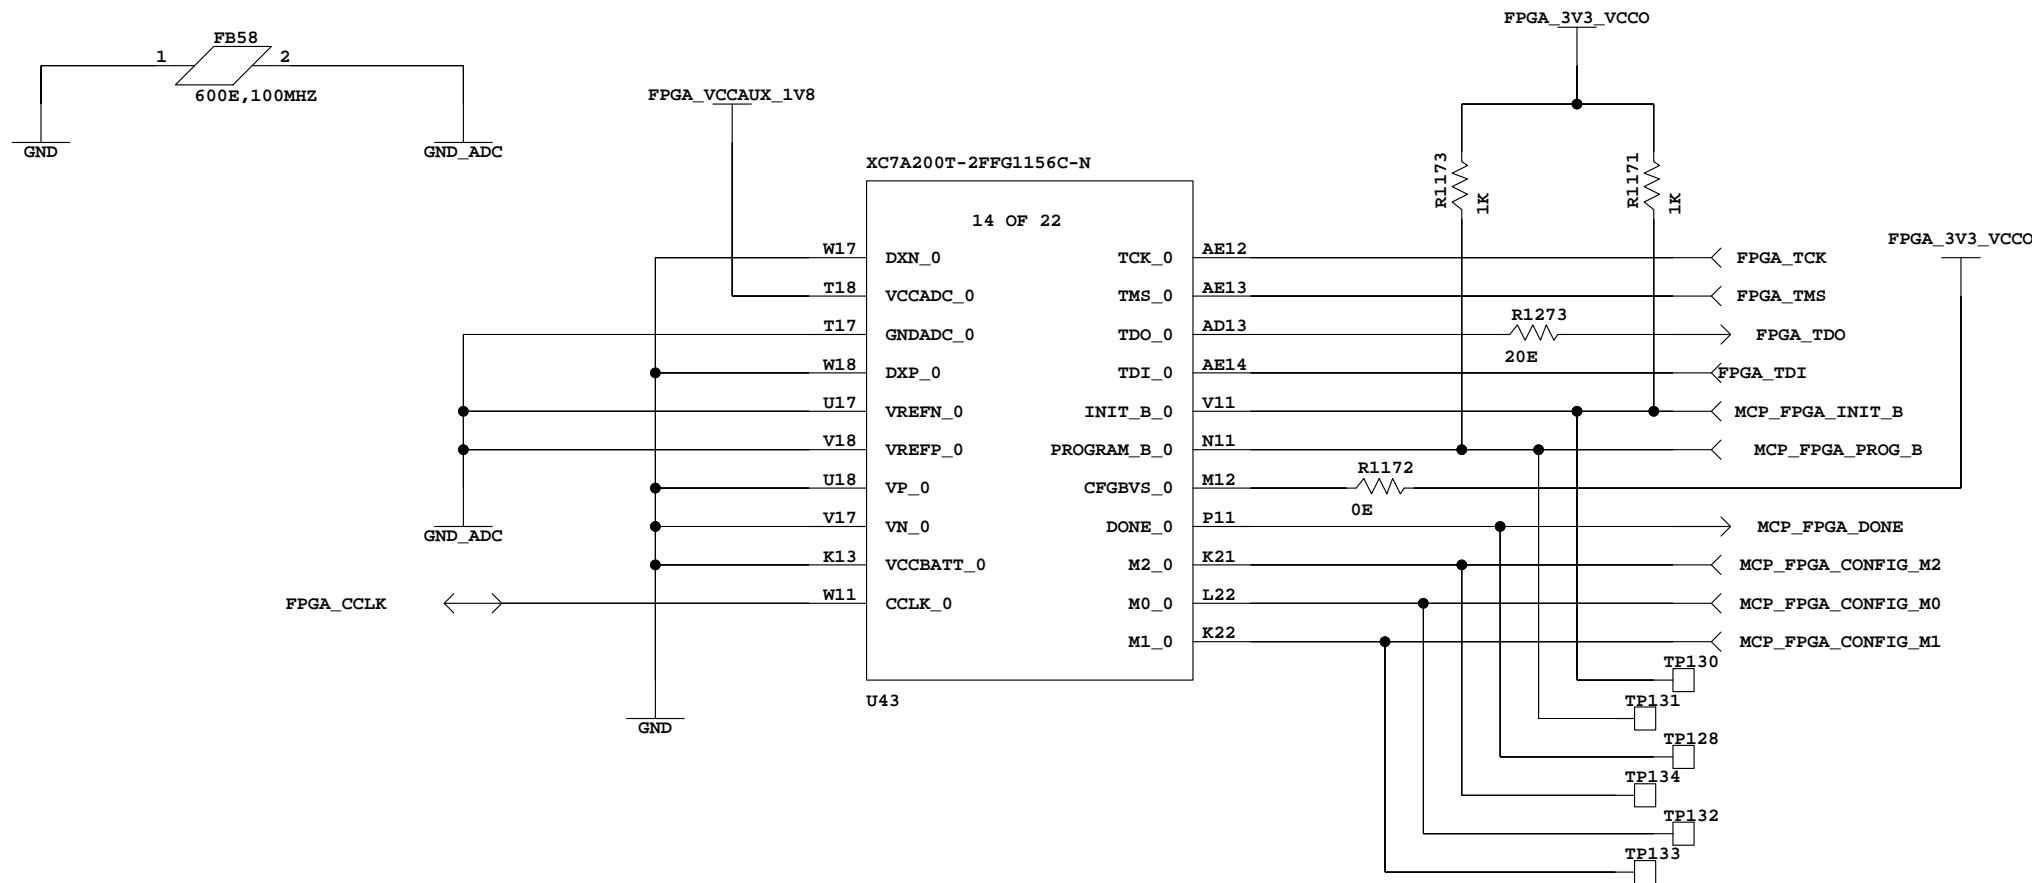 FPGA_3V3_VCCO
FB58
1 2
600E,100MHZ
GND
GND_ADC
FPGA_VCCAUX_1V8
XC7A200T-2FFG1156C-N
R1173
1K
R1171
1K
14 OF 22
FPGA_3V3_VCCO
W17 DXN_0 TCK_0 AE12 FPGA_TCK
T18 VCCADC_0 TMS_0 AE13 FPGA_TMS
R1273
T17 GNDADC_0 TDO_0 AD13 FPGA_TDO
20E
W18 DXP_0 TDI_0 AE14 FPGA_TDI
U17 VREFN_0 INIT_B_0 V11 MCP_FPGA_INIT_B
V18 VREFP_0 PROGRAM_B_0 N11 MCP_FPGA_PROG_B
R1172
U18 VP_0 CFGBVS_0 M12
0E
V17 VN_0 DONE_0 P11 MCP_FPGA_DONE
GND_ADC
K13 VCCBATT_0 M2_0 K21 MCP_FPGA_CONFIG_M2
FPGA_CCLK W11 CCLK_0 M0_0 L22 MCP_FPGA_CONFIG_M0
M1_0 K22 MCP_FPGA_CONFIG_M1
TP130
U43
TP131
GND
TP128
TP134
TP132
TP133